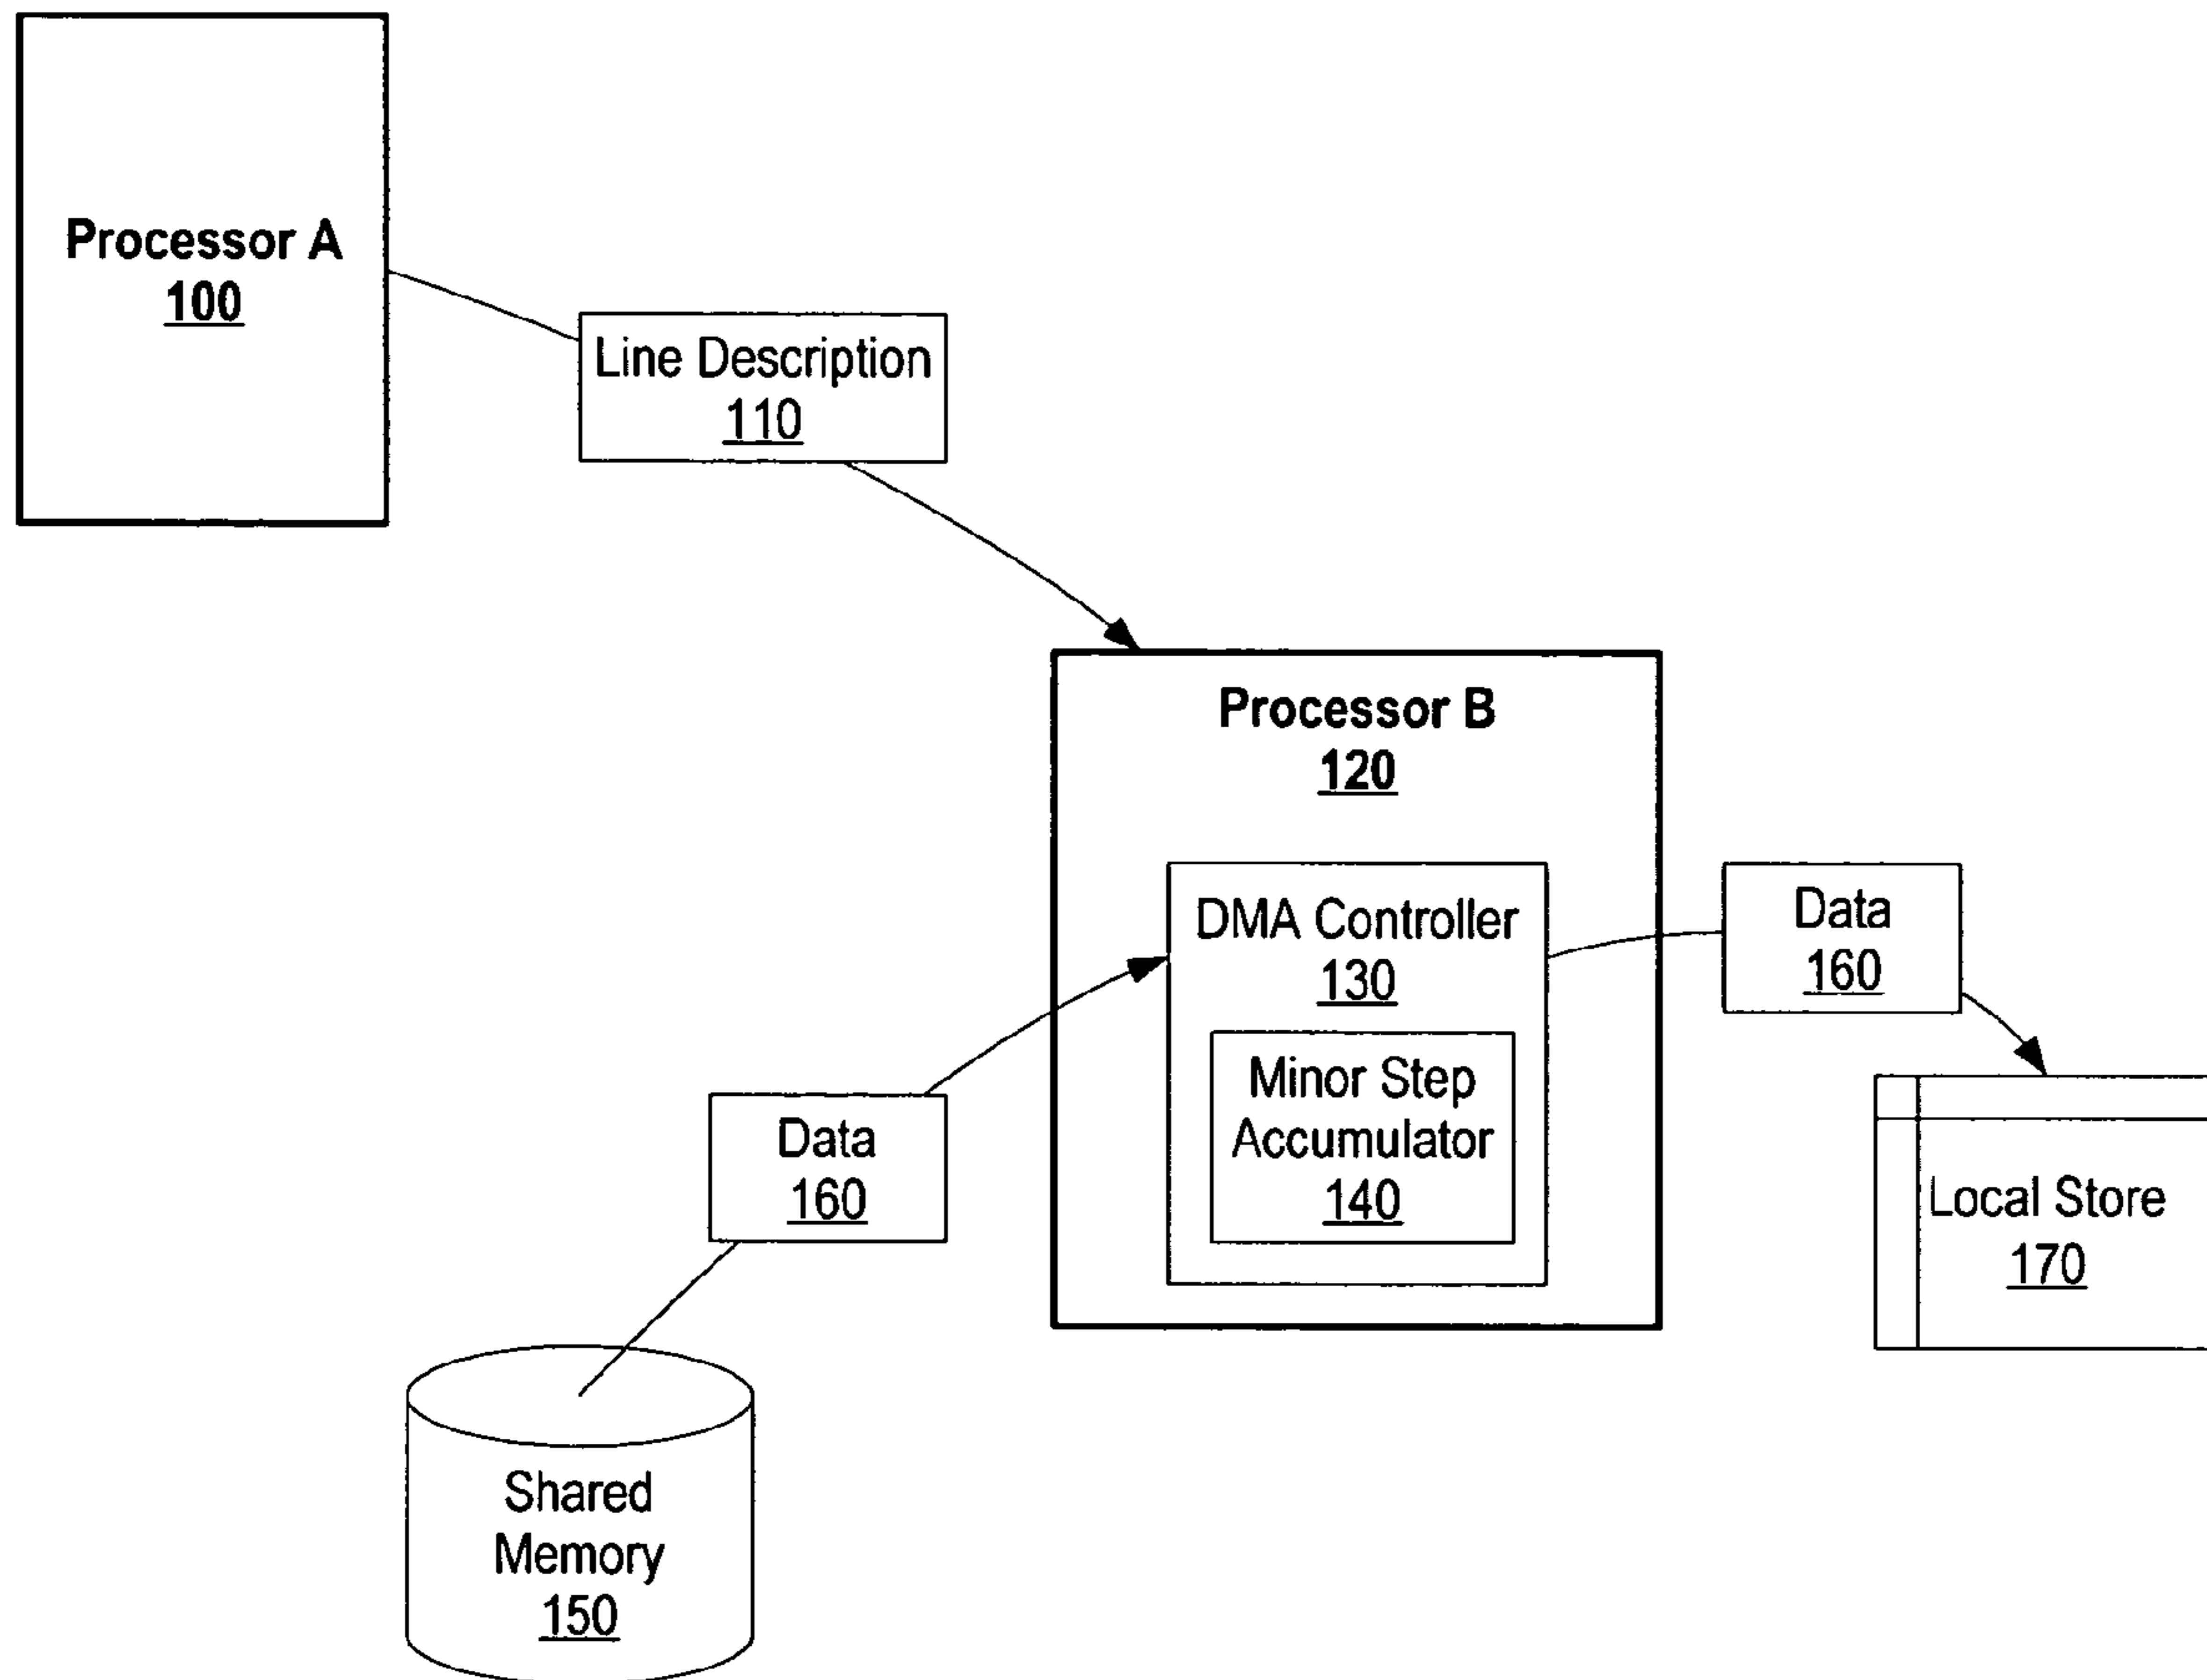 Processor A
100
Line Description
110
Processor B
120
DMA Controller
130
Minor Step
Accumulator
140
Data
160
Data
160
Local Store
170
Shared
Memory
150